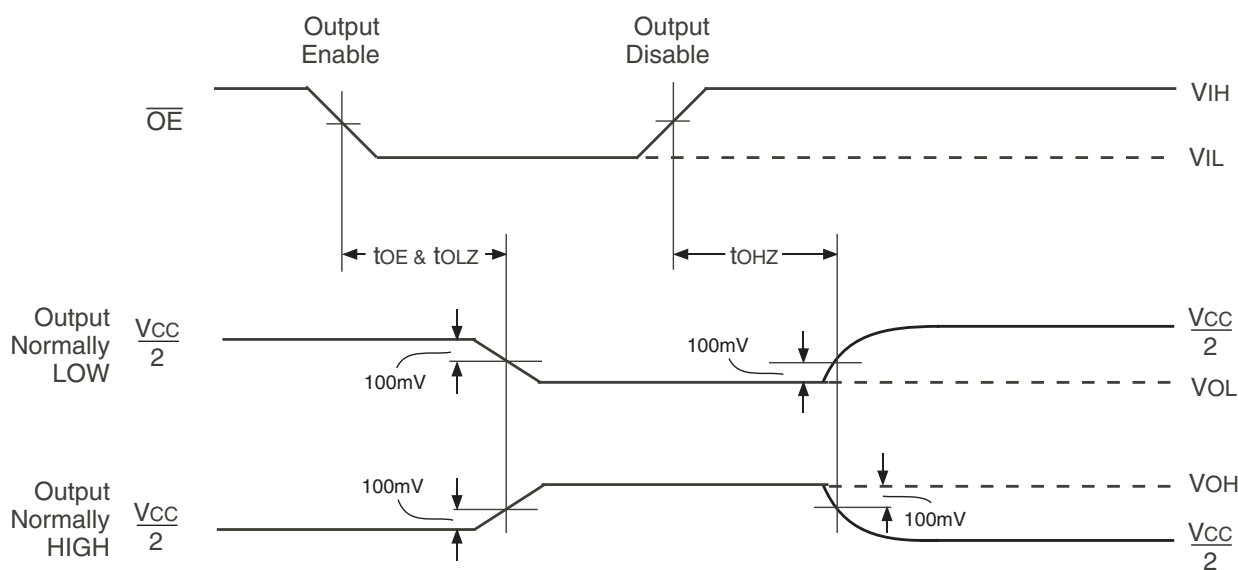 Output
Enable
Output
Disable
OE
VIH
VIL
tOE & tOLZ
tOHZ
Output
Normally
LOW
VCC
2
100mV
100mV
VCC
2
VOL
Output
Normally
HIGH
VCC
2
100mV
100mV
VOH
VCC
2